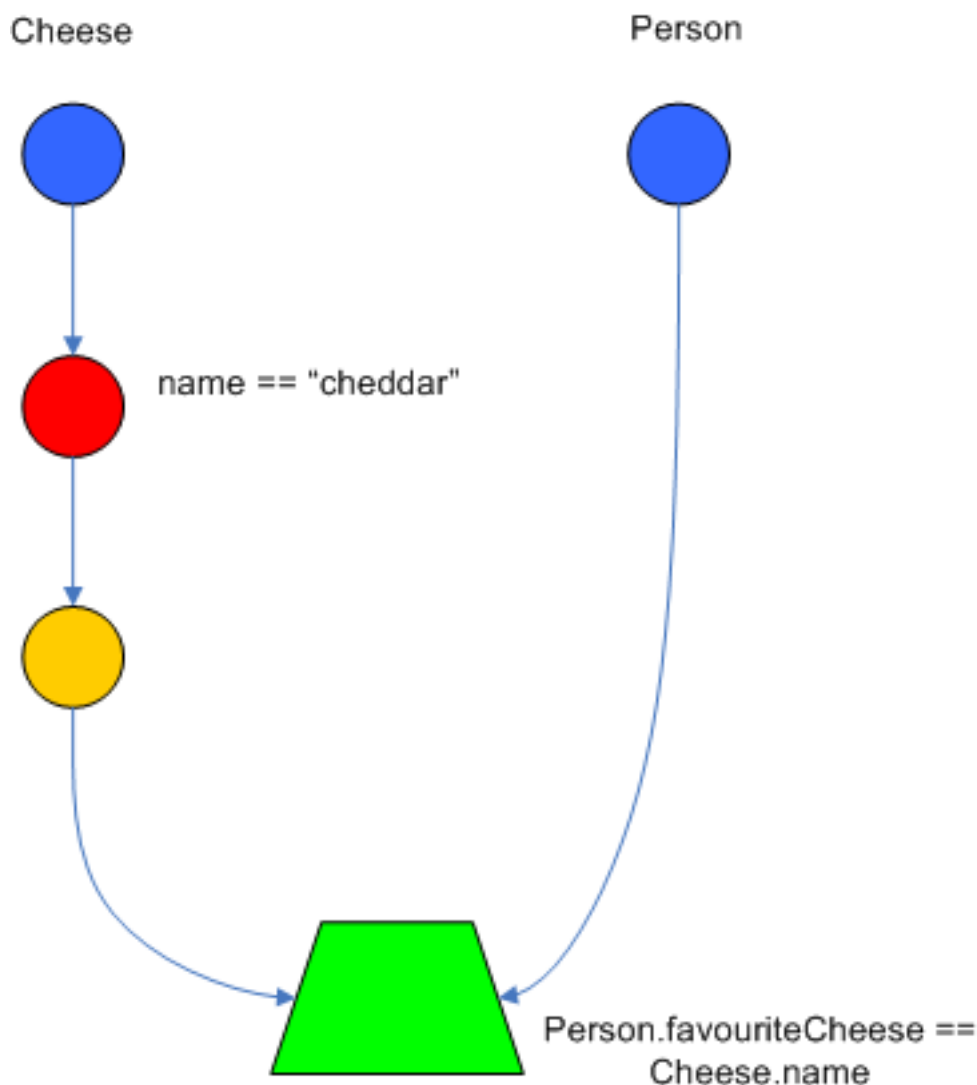 Cheese
Person
name == “cheddar”
Person.favouriteCheese ==
Cheese.name